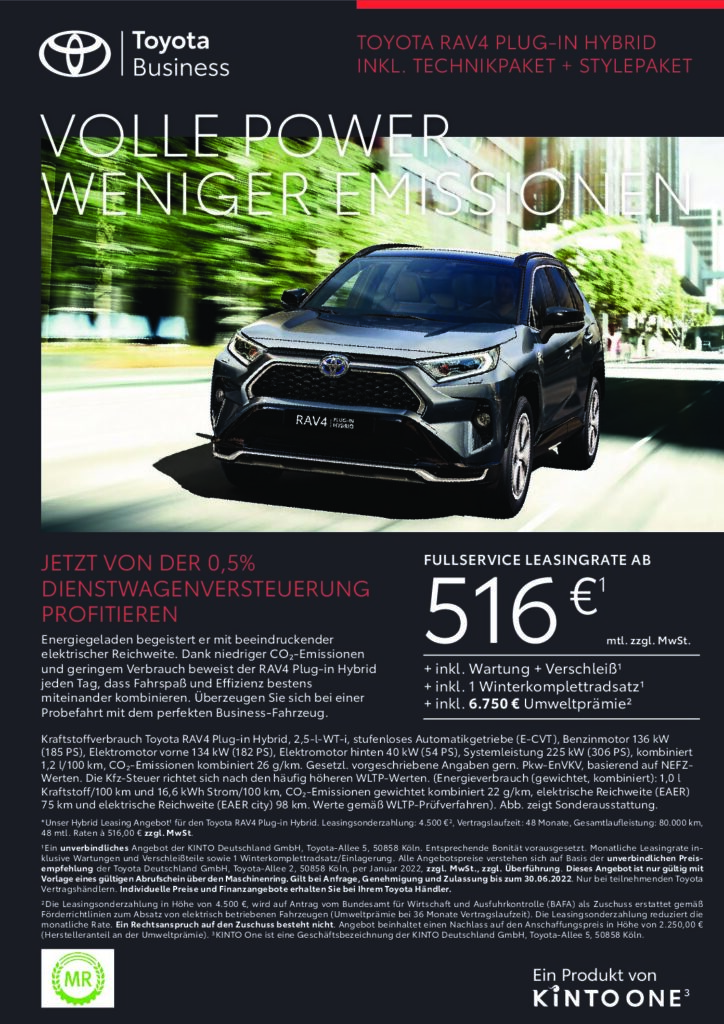 Toyota
Business
TOYOTA RAV4 PLUG-IN HYBRID
INKL. TECHNIKPAKET + STYLEPAKET
VOLLE POWER
WENIGER EMISSIONEN
RAV4 PLUG-IN HYBRID
JETZT VON DER 0,5%
DIENSTWAGENVERSTEUERUNG
PROFITIEREN
Energiegeladen begeistert er mit beeindruckender
elektrischer Reichweite. Dank niedriger CO₂-Emissionen
und geringem Verbrauch beweist der RAV4 Plug-in Hybrid
jeden Tag, dass Fahrspaß und Effizienz bestens
miteinander kombinieren. Überzeugen Sie sich bei einer
Probefahrt mit dem perfekten Business-Fahrzeug.
FULLSERVICE LEASINGRATE AB
516 €¹
mtl. zzgl. MwSt.
+ inkl. Wartung + Verschleiß¹
+ inkl. 1 Winterkomplettradsatz¹
+ inkl. 6.750 € Umweltprämie²
Kraftstoffverbrauch Toyota RAV4 Plug-in Hybrid, 2,5-l-WT-i, stufenloses Automatikgetriebe (E-CVT), Benzinmotor 136 kW
(185 PS), Elektromotor vorne 134 kW (182 PS), Elektromotor hinten 40 kW (54 PS), Systemleistung 225 kW (306 PS), kombiniert
1,2 l/100 km, CO₂-Emissionen kombiniert 26 g/km. Gesetzl. vorgeschriebene Angaben gern. Pkw-EnVKV, basierend auf NEFZ-
Werten. Die Kfz-Steuer richtet sich nach den häufig höheren WLTP-Werten. (Energieverbrauch (gewichtet, kombiniert): 1,0 l
Kraftstoff/100 km und 16,6 kWh Strom/100 km, CO₂-Emissionen gewichtet kombiniert 22 g/km, elektrische Reichweite (EAER)
75 km und elektrische Reichweite (EAER city) 98 km. Werte gemäß WLTP-Prüfverfahren). Abb. zeigt Sonderausstattung.
*Unser Hybrid Leasing Angebot¹ für den Toyota RAV4 Plug-in Hybrid. Leasingsonderzahlung: 4.500 €², Vertragslaufzeit: 48 Monate, Gesamtlaufleistung: 80.000 km,
48 mtl. Raten à 516,00 € zzgl. MwSt.
¹Ein unverbindliches Angebot der KINTO Deutschland GmbH, Toyota-Allee 5, 50858 Köln. Entsprechende Bonität vorausgesetzt. Monatliche Leasingrate in-
klusive Wartungen und Verschleißteile sowie 1 Winterkomplettradsatz/Einlagerung. Alle Angebotspreise verstehen sich auf Basis der unverbindlichen Preis-
empfehlung der Toyota Deutschland GmbH, Toyota-Allee 2, 50858 Köln, per Januar 2022, zzgl. MwSt., zzgl. Überführung. Dieses Angebot ist nur gültig mit
Vorlage eines gültigen Abrufschein über den Maschinenring. Gilt bei Anfrage, Genehmigung und Zulassung bis zum 30.06.2022. Nur bei teilnehmenden Toyota
Vertragshändlern. Individuelle Preise und Finanzangebote erhalten Sie bei Ihrem Toyota Händler.
²Die Leasingsonderzahlung in Höhe von 4.500 €, wird auf Antrag vom Bundesamt für Wirtschaft und Ausfuhrkontrolle (BAFA) als Zuschuss erstattet gemäß
Förderrichtlinien zum Absatz von elektrisch betriebenen Fahrzeugen (Umweltprämie bei 36 Monate Vertragslaufzeit). Die Leasingsonderzahlung reduziert die
monatliche Rate. Ein Rechtsanspruch auf den Zuschuss besteht nicht. Angebot beinhaltet einen Nachlass auf den Anschaffungspreis in Höhe von 2.250,00 €
(Herstelleranteil an der Umweltprämie). ³KINTO One ist eine Geschäftsbezeichnung der KINTO Deutschland GmbH, Toyota-Allee 5, 50858 Köln.
MR
Ein Produkt von
KINTO ONE³